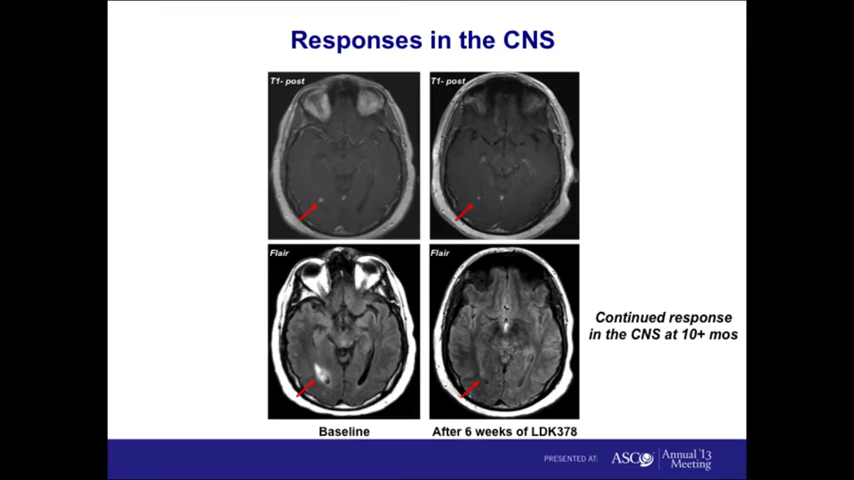 Responses in the CNS
T1- post
T1- post
Flair
Flair
Continued response
in the CNS at 10+ mos
Baseline
After 6 weeks of LDK378
PRESENTED AT:
ASCO
Annual '13
Meeting